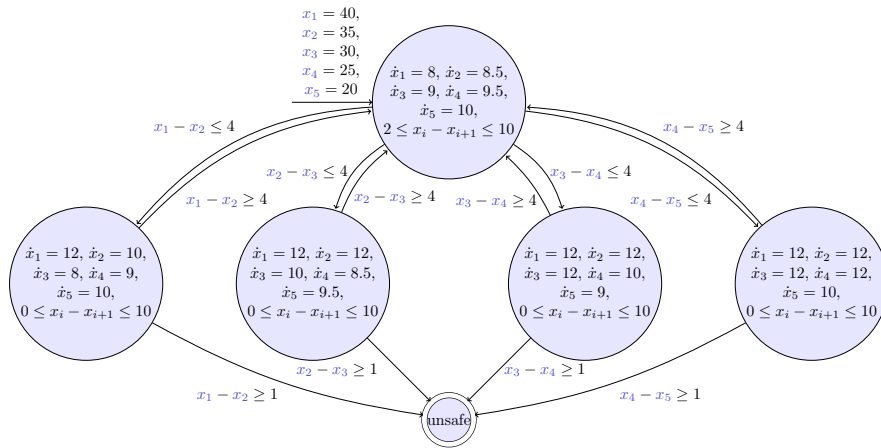 x₁ = 40,
x₂ = 35,
x₃ = 30,
x₄ = 25,
x₅ = 20
ẋ₁ = 8, ẋ₂ = 8.5,
ẋ₃ = 9, ẋ₄ = 9.5,
ẋ₅ = 10,
2 ≤ xᵢ − xᵢ₊₁ ≤ 10
x₁ − x₂ ≤ 4
x₄ − x₅ ≥ 4
x₂ − x₃ ≤ 4
x₃ − x₄ ≤ 4
x₁ − x₂ ≥ 4
x₂ − x₃ ≥ 4
x₃ − x₄ ≥ 4
x₄ − x₅ ≤ 4
ẋ₁ = 12, ẋ₂ = 10,
ẋ₃ = 8, ẋ₄ = 9,
ẋ₅ = 10,
0 ≤ xᵢ − xᵢ₊₁ ≤ 10
ẋ₁ = 12, ẋ₂ = 12,
ẋ₃ = 10, ẋ₄ = 8.5,
ẋ₅ = 9.5,
0 ≤ xᵢ − xᵢ₊₁ ≤ 10
ẋ₁ = 12, ẋ₂ = 12,
ẋ₃ = 12, ẋ₄ = 10,
ẋ₅ = 9,
0 ≤ xᵢ − xᵢ₊₁ ≤ 10
ẋ₁ = 12, ẋ₂ = 12,
ẋ₃ = 12, ẋ₄ = 12,
ẋ₅ = 10,
0 ≤ xᵢ − xᵢ₊₁ ≤ 10
x₂ − x₃ ≥ 1
x₃ − x₄ ≥ 1
x₁ − x₂ ≥ 1
x₄ − x₅ ≥ 1
unsafe